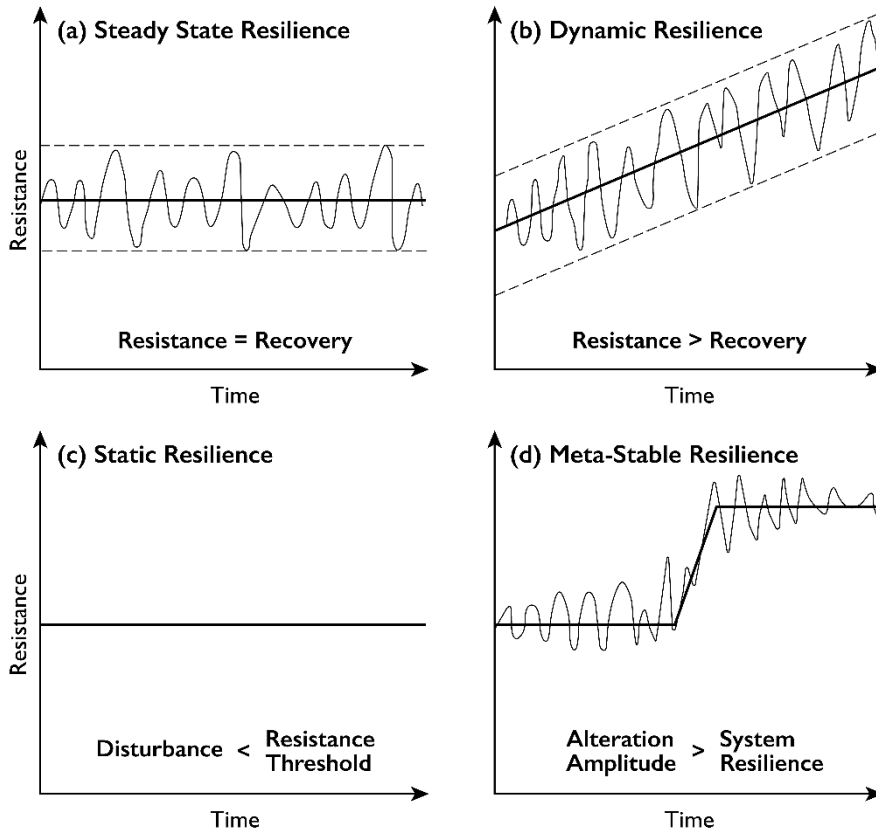 (a) Steady State Resilience
Resistance
Resistance = Recovery
Time
(b) Dynamic Resilience
Resistance > Recovery
Time
(c) Static Resilience
Resistance
Disturbance < Resistance
Threshold
Time
(d) Meta-Stable Resilience
Alteration > System
Amplitude Resilience
Time